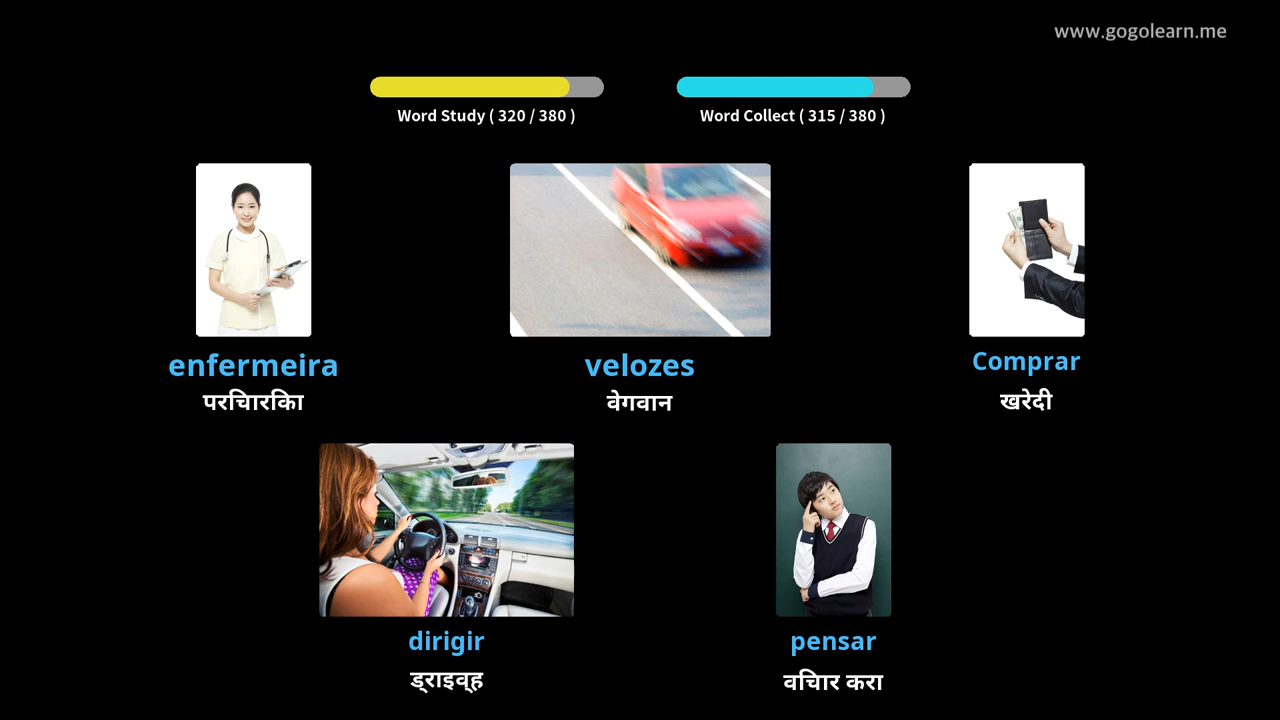 www.gogolearn.me
Word Study ( 320 / 380 )
Word Collect ( 315 / 380 )
enfermeira
परिचारिका
velozes
वेगवान
Comprar
खरेदी
dirigir
ड्राइव्ह
pensar
विचार करा